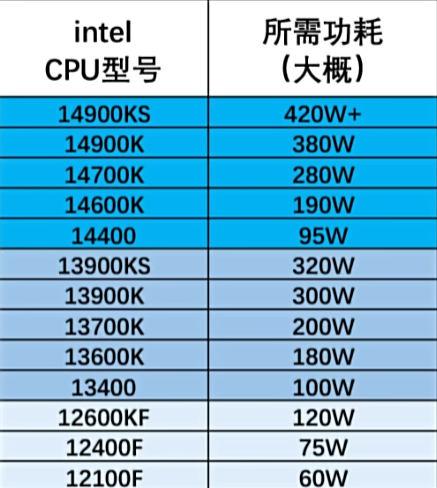 intel
CPU型号
所需功耗
（大概）
14900KS 420W+
14900K 380W
14700K 280W
14600K 190W
14400 95W
13900KS 320W
13900K 300W
13700K 200W
13600K 180W
13400 100W
12600KF 120W
12400F 75W
12100F 60W